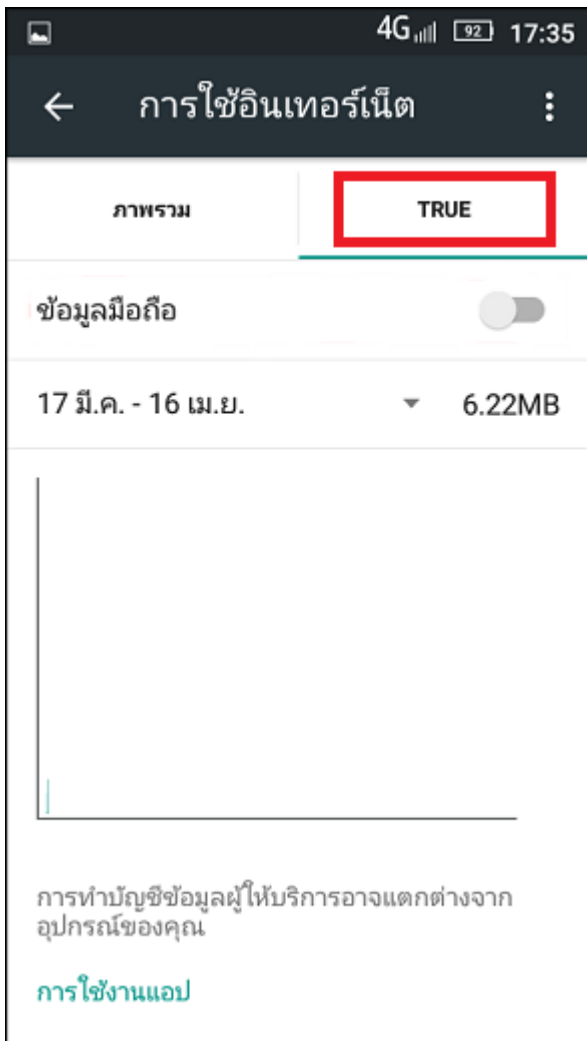 4G 92 17:35
การใช้อินเทอร์เน็ต
ภาพรวม TRUE
ข้อมูลมือถือ
17 มี.ค. - 16 เม.ย. 6.22MB
การทำบัญชีข้อมูลผู้ให้บริการอาจแตกต่างจาก
อุปกรณ์ของคุณ
การใช้งานแอป